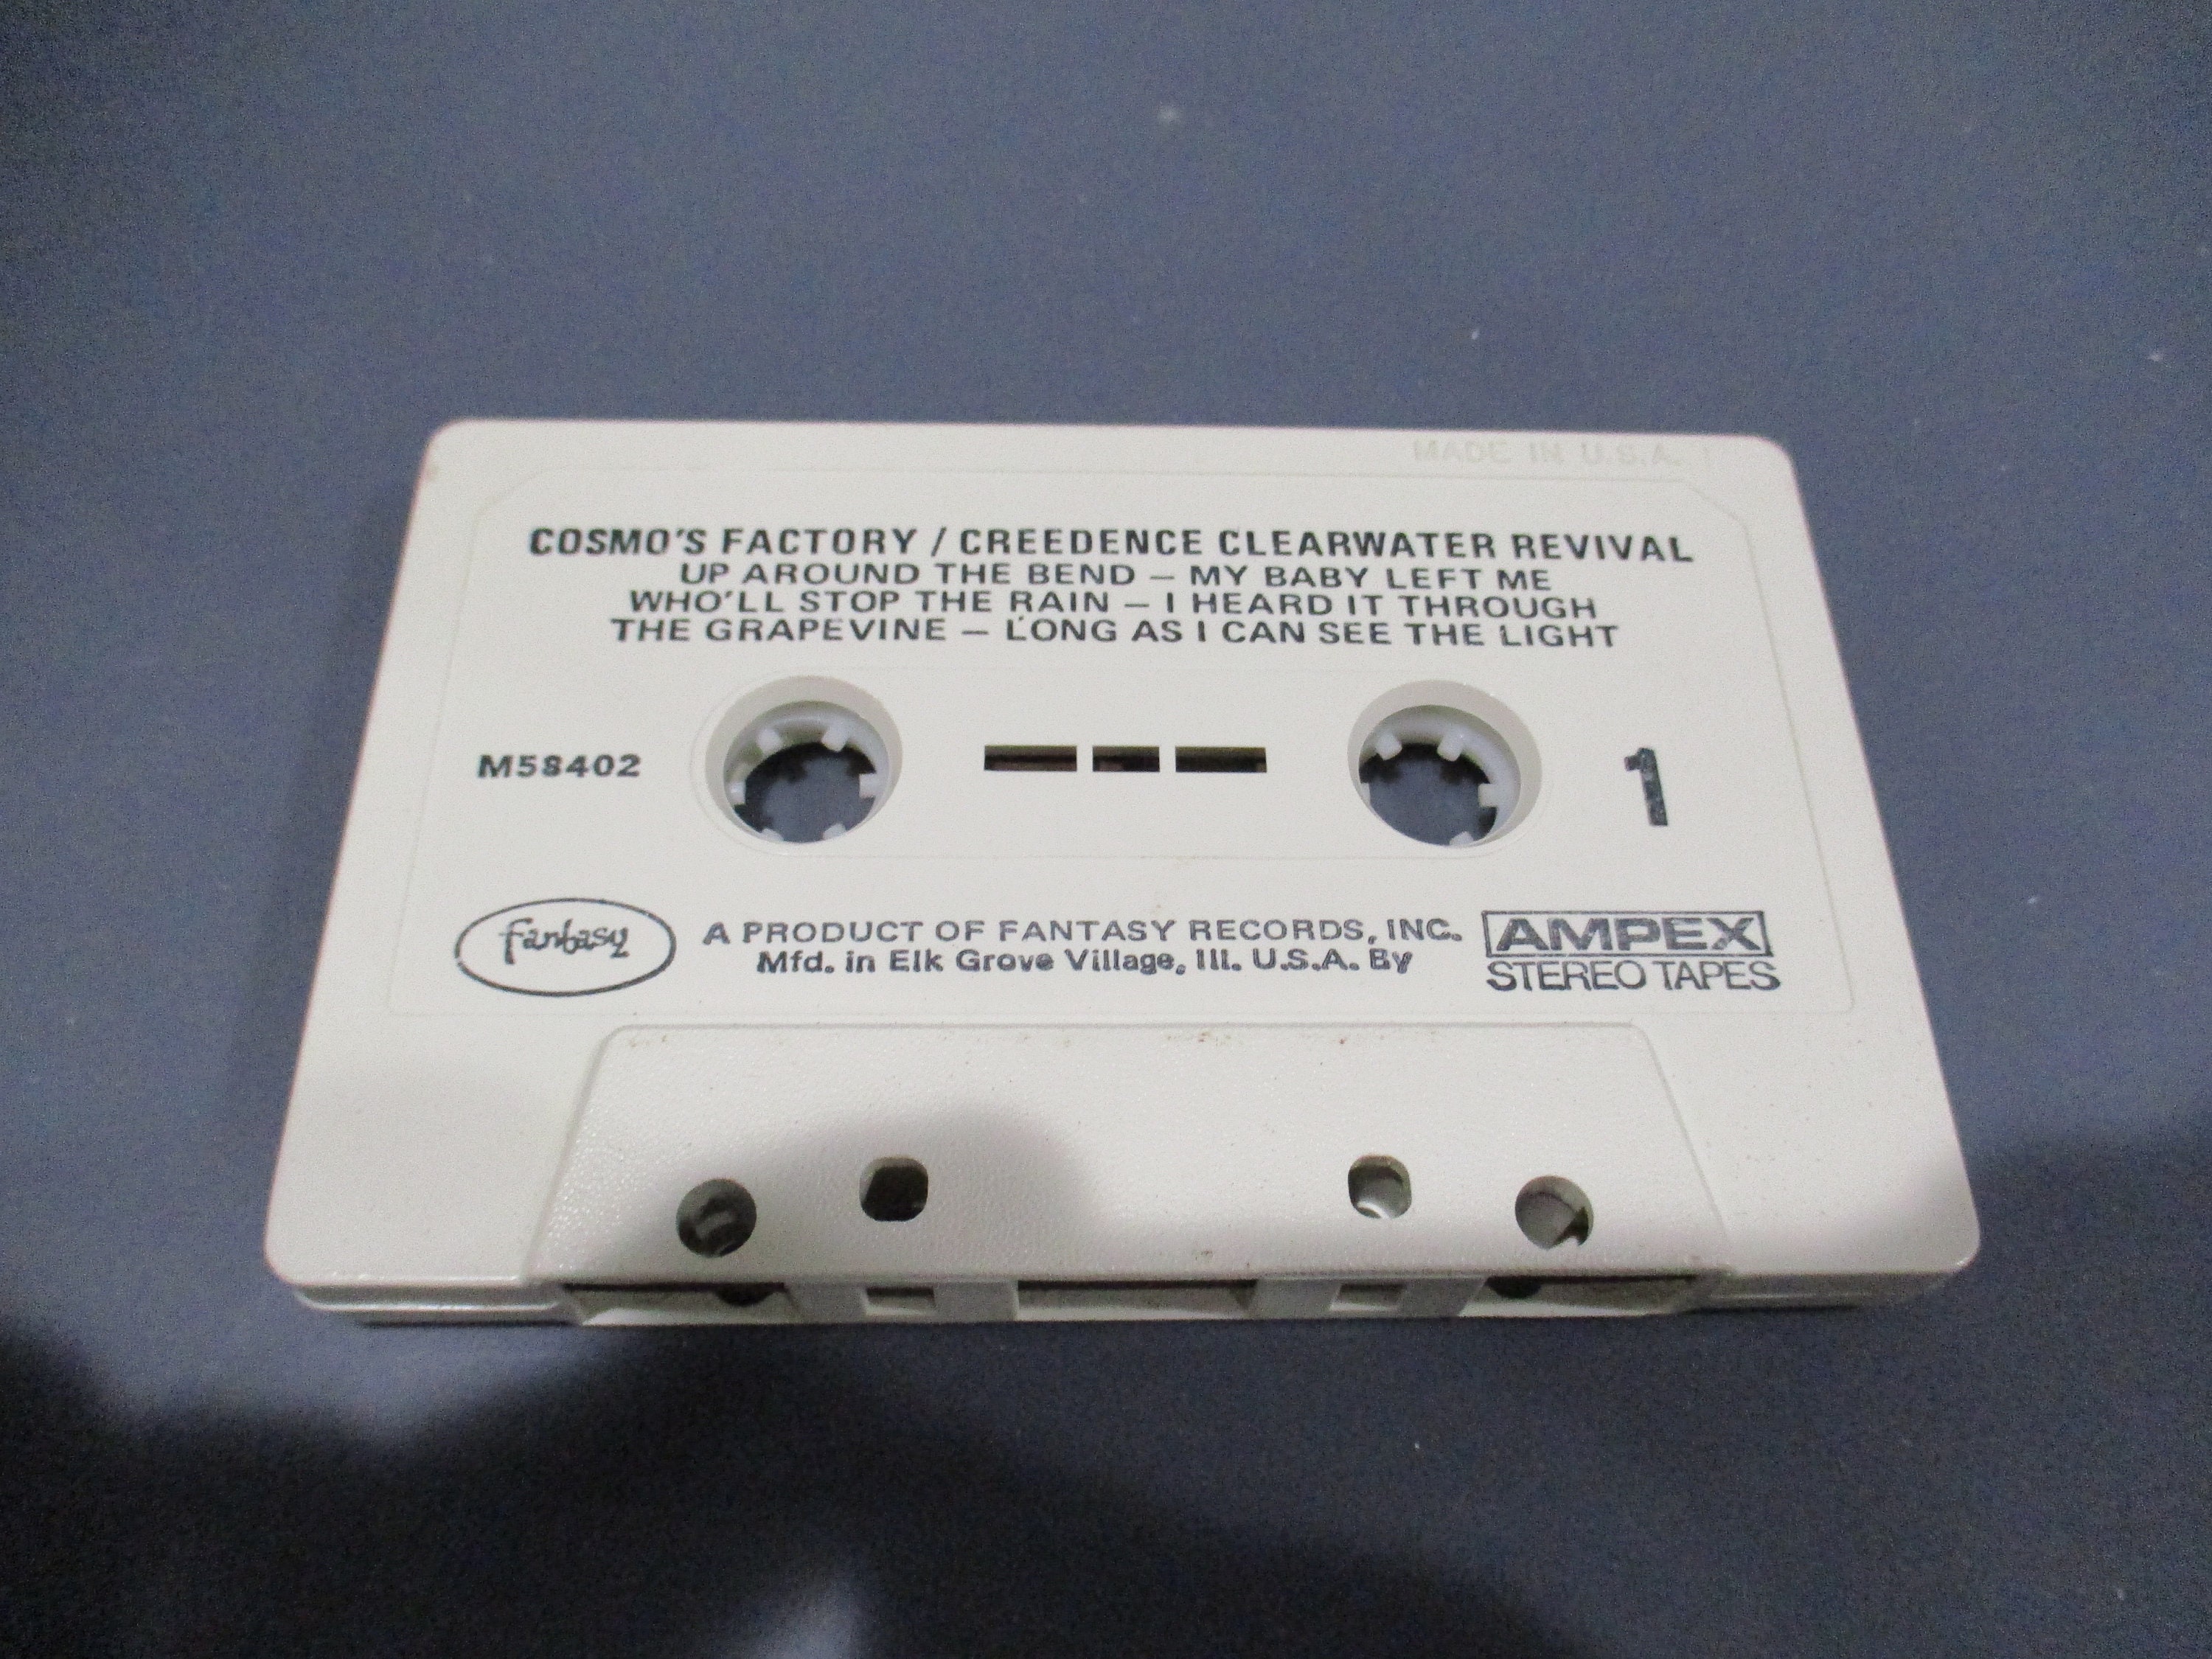 MADE IN U.S.A.
COSMO'S FACTORY / CREEDENCE CLEARWATER REVIVAL
UP AROUND THE BEND – MY BABY LEFT ME
WHO'LL STOP THE RAIN – I HEARD IT THROUGH
THE GRAPEVINE – LONG AS I CAN SEE THE LIGHT
M58402
1
fantasy
A PRODUCT OF FANTASY RECORDS, INC.
Mfd. in Elk Grove Village, Ill. U.S.A. By
AMPEX
STEREO TAPES